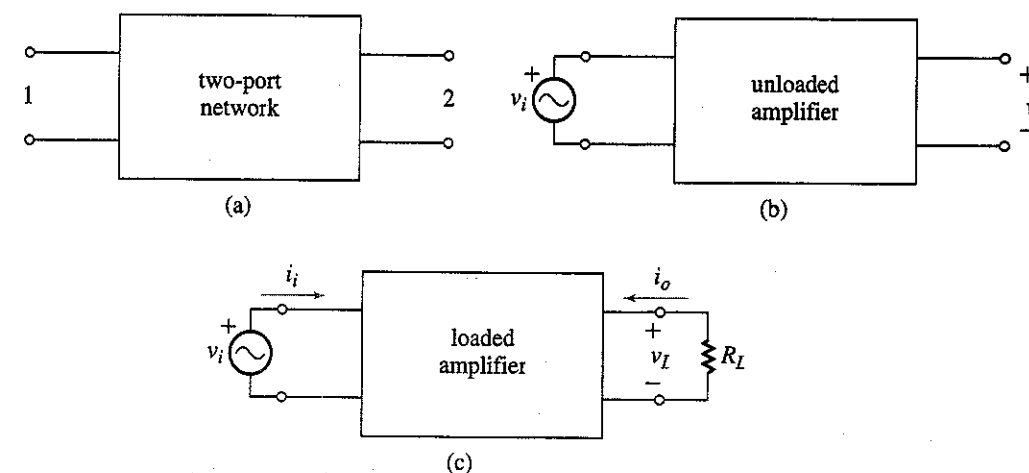 1
two-port
network
2
(a)
+
v_i
unloaded
amplifier
+
−
(b)
i_i
+
v_i
loaded
amplifier
i_o
+
v_L
−
R_L
(c)